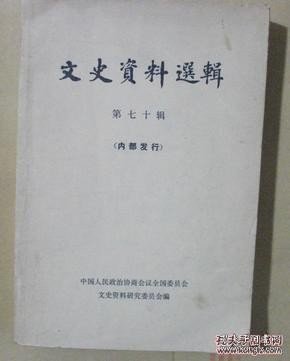 文史資料選輯
第七十辑
（内部发行）
中国人民政治协商会议全国委员会
文史资料研究委员会编